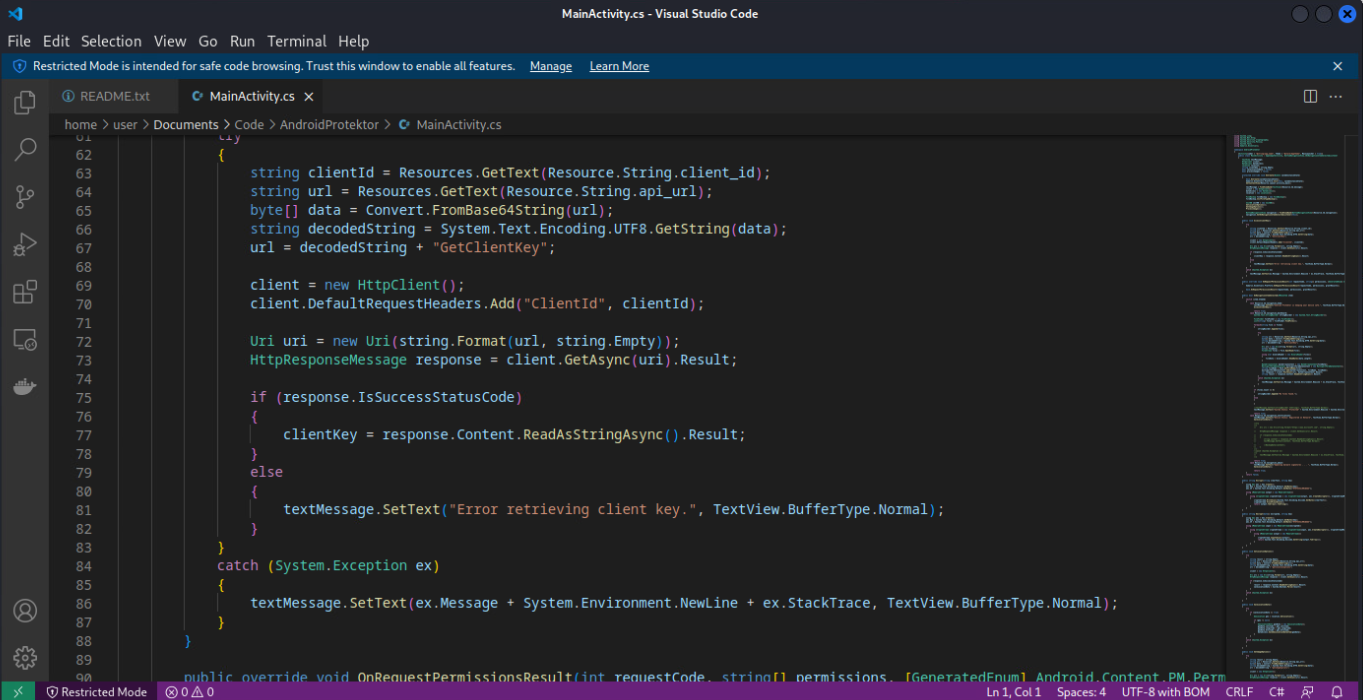 MainActivity.cs - Visual Studio Code
File Edit Selection View Go Run Terminal Help
Restricted Mode is intended for safe code browsing. Trust this window to enable all features. Manage Learn More
README.txt MainActivity.cs
home > user > Documents > Code > AndroidProtektor > MainActivity.cs
61 try
62 {
63 string clientId = Resources.GetText(Resource.String.client_id);
64 string url = Resources.GetText(Resource.String.api_url);
65 byte[] data = Convert.FromBase64String(url);
66 string decodedString = System.Text.Encoding.UTF8.GetString(data);
67 url = decodedString + "GetClientKey";
68
69 client = new HttpClient();
70 client.DefaultRequestHeaders.Add("ClientId", clientId);
71
72 Uri uri = new Uri(string.Format(url, string.Empty));
73 HttpResponseMessage response = client.GetAsync(uri).Result;
74
75 if (response.IsSuccessStatusCode)
76 {
77 clientKey = response.Content.ReadAsStringAsync().Result;
78 }
79 else
80 {
81 textMessage.SetText("Error retrieving client key.", TextView.BufferType.Normal);
82 }
83 }
84 catch (System.Exception ex)
85 {
86 textMessage.SetText(ex.Message + System.Environment.NewLine + ex.StackTrace, TextView.BufferType.Normal);
87 }
88 }
89
90 public override void OnRequestPermissionsResult(int requestCode, string[] permissions, [GeneratedEnum] Android.Content.PM.Perm
Restricted Mode 0 0 Ln 1, Col 1 Spaces: 4 UTF-8 with BOM CRLF C#